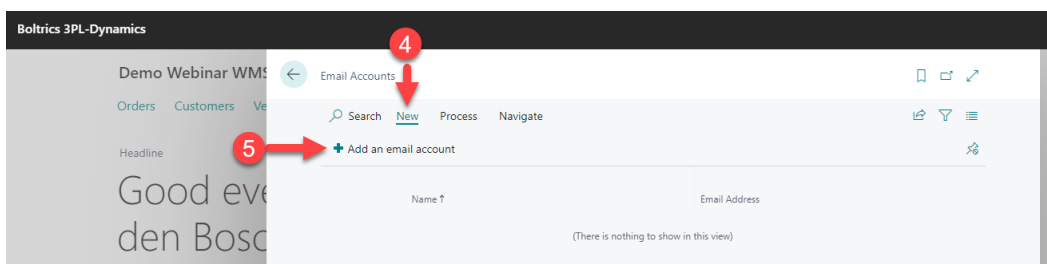 Boltrics 3PL-Dynamics
4
Demo Webinar WMS
Email Accounts
Orders Customers Ve
Search New Process Navigate
5
Add an email account
Headline
Good eve
den Bosc
Name ↑ Email Address
(There is nothing to show in this view)